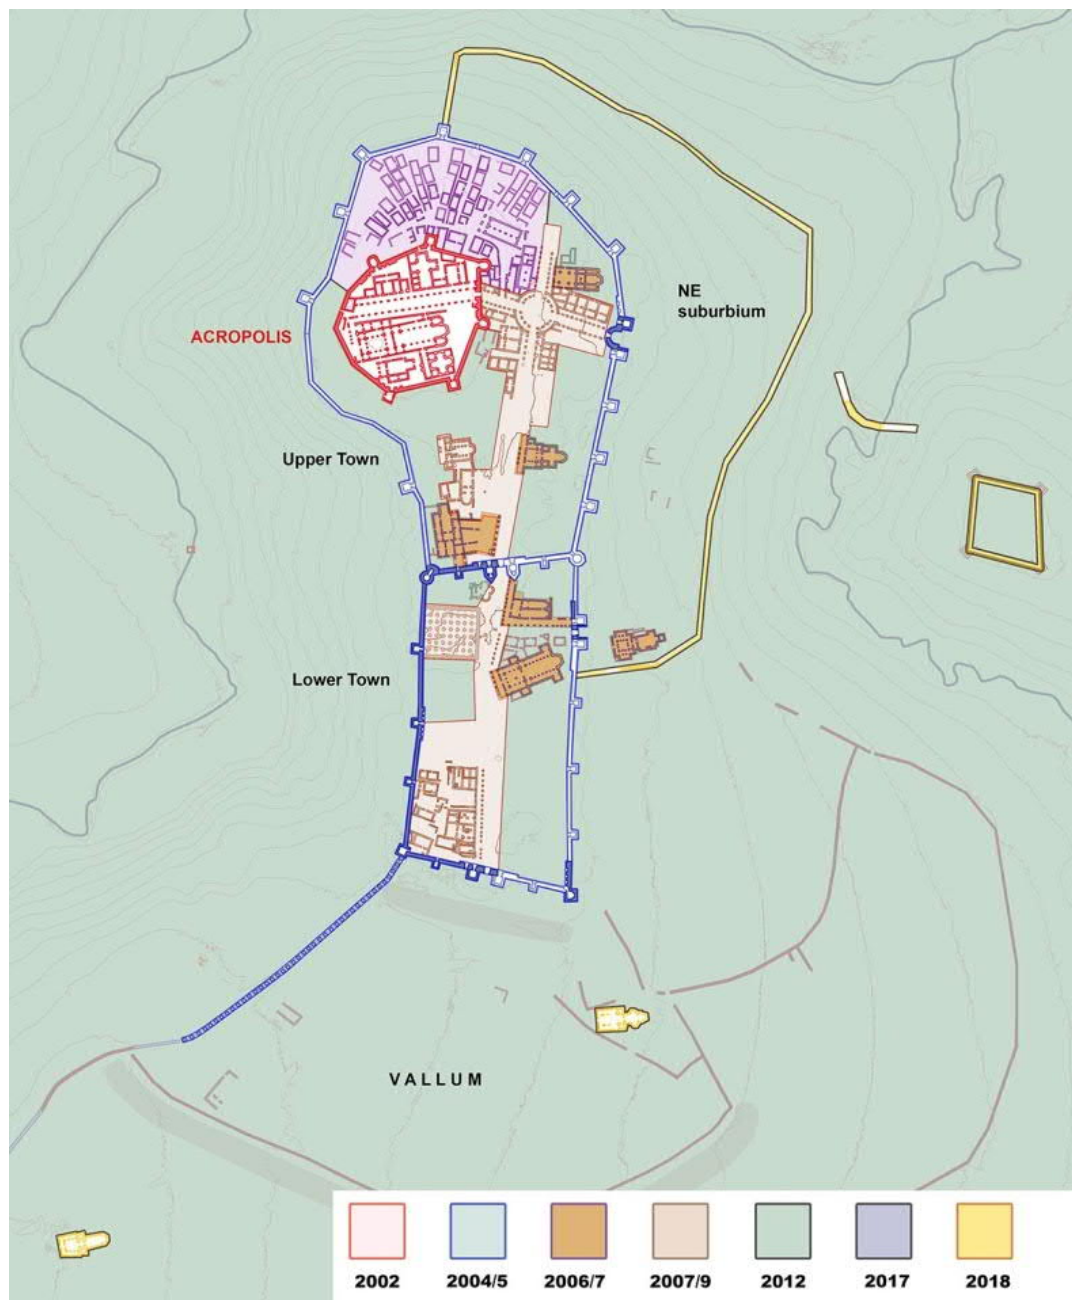 NE
suburbium
ACROPOLIS
Upper Town
Lower Town
VALLUM
2002
2004/5
2006/7
2007/9
2012
2017
2018